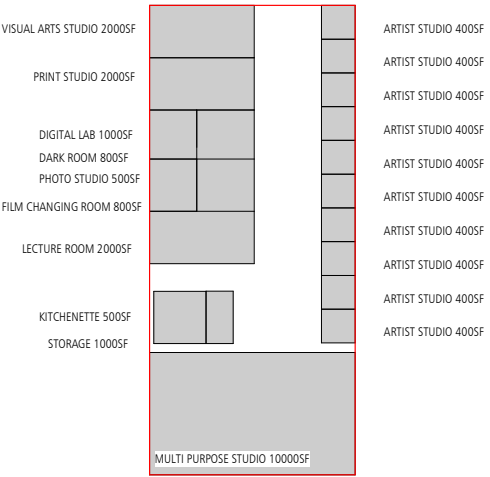 VISUAL ARTS STUDIO 2000SF
PRINT STUDIO 2000SF
DIGITAL LAB 1000SF
DARK ROOM 800SF
PHOTO STUDIO 500SF
FILM CHANGING ROOM 800SF
LECTURE ROOM 2000SF
KITCHENETTE 500SF
STORAGE 1000SF
MULTI PURPOSE STUDIO 10000SF
ARTIST STUDIO 400SF
ARTIST STUDIO 400SF
ARTIST STUDIO 400SF
ARTIST STUDIO 400SF
ARTIST STUDIO 400SF
ARTIST STUDIO 400SF
ARTIST STUDIO 400SF
ARTIST STUDIO 400SF
ARTIST STUDIO 400SF
ARTIST STUDIO 400SF